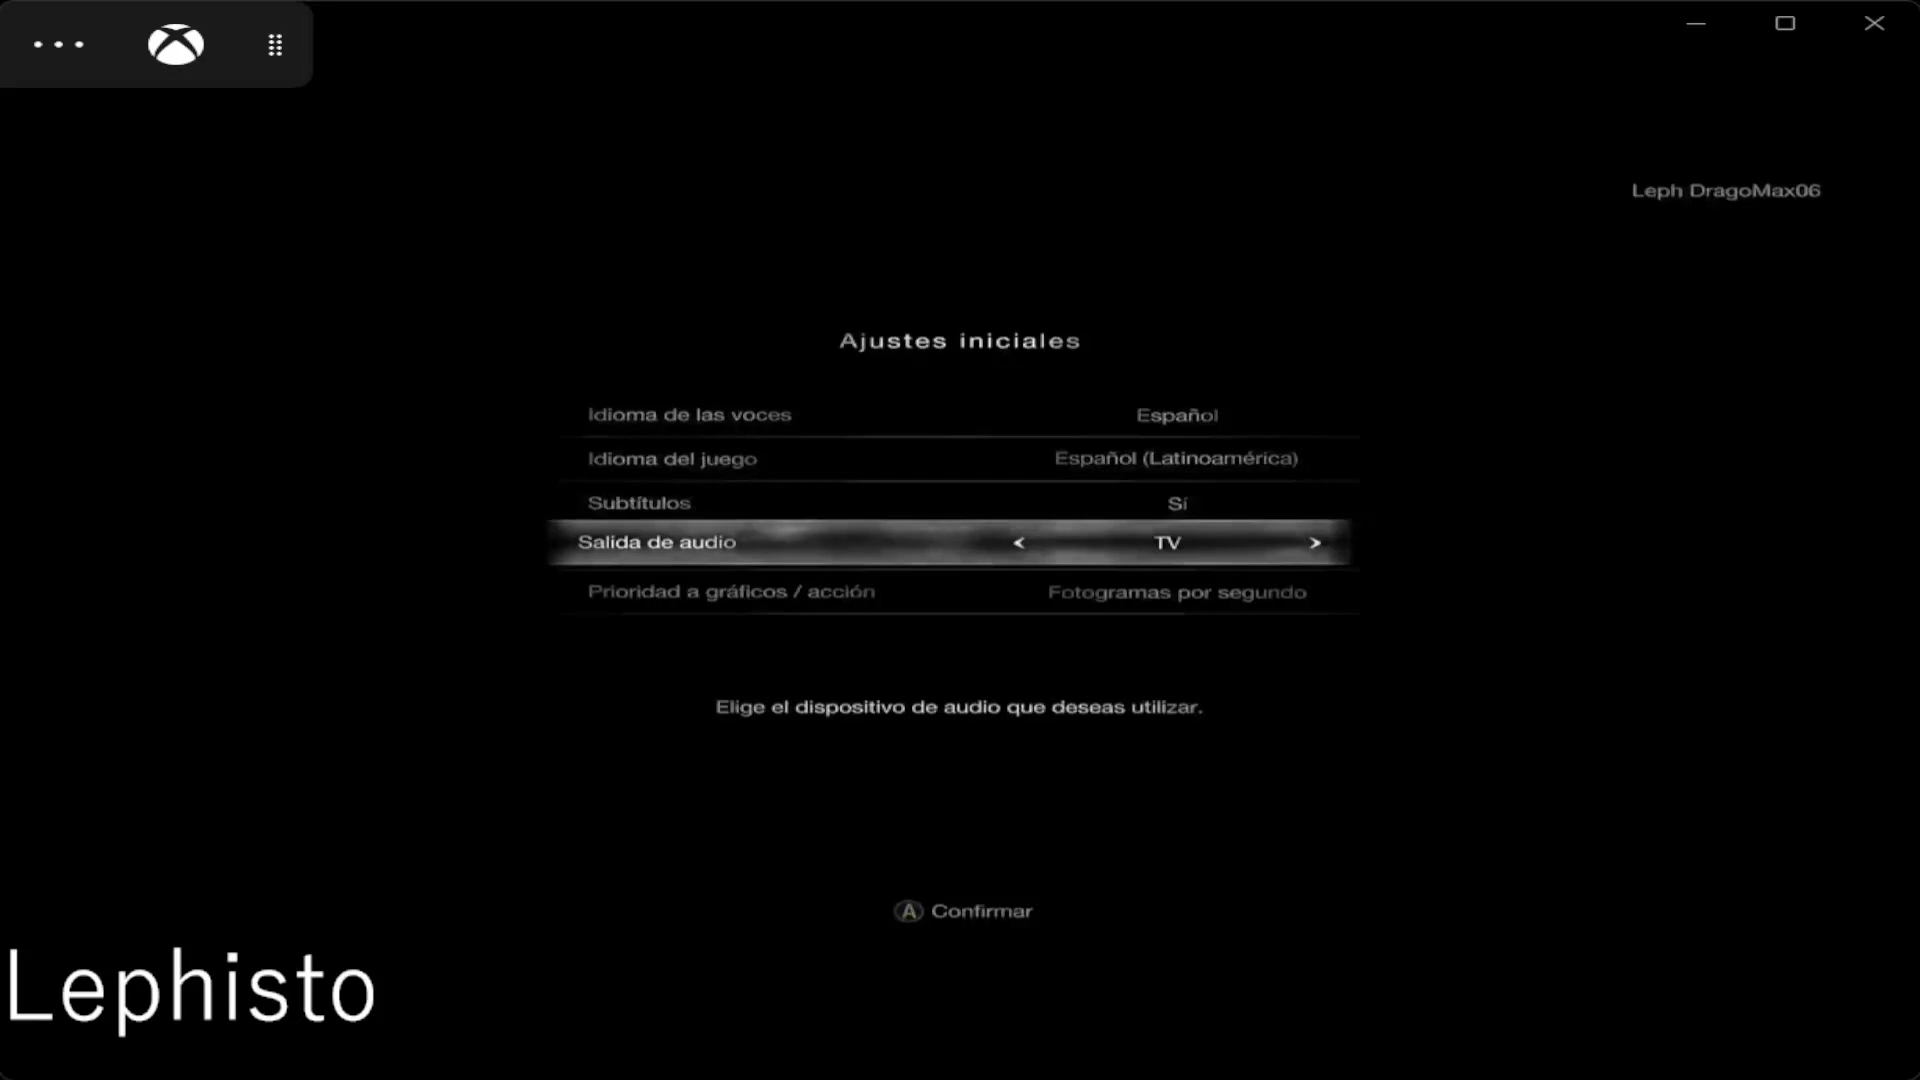 Leph DragoMax06
Ajustes iniciales
Idioma de las voces Español
Idioma del juego Español (Latinoamérica)
Subtítulos Sí
Salida de audio < TV >
Prioridad a gráficos / acción Fotogramas por segundo
Elige el dispositivo de audio que deseas utilizar.
A Confirmar
Lephisto